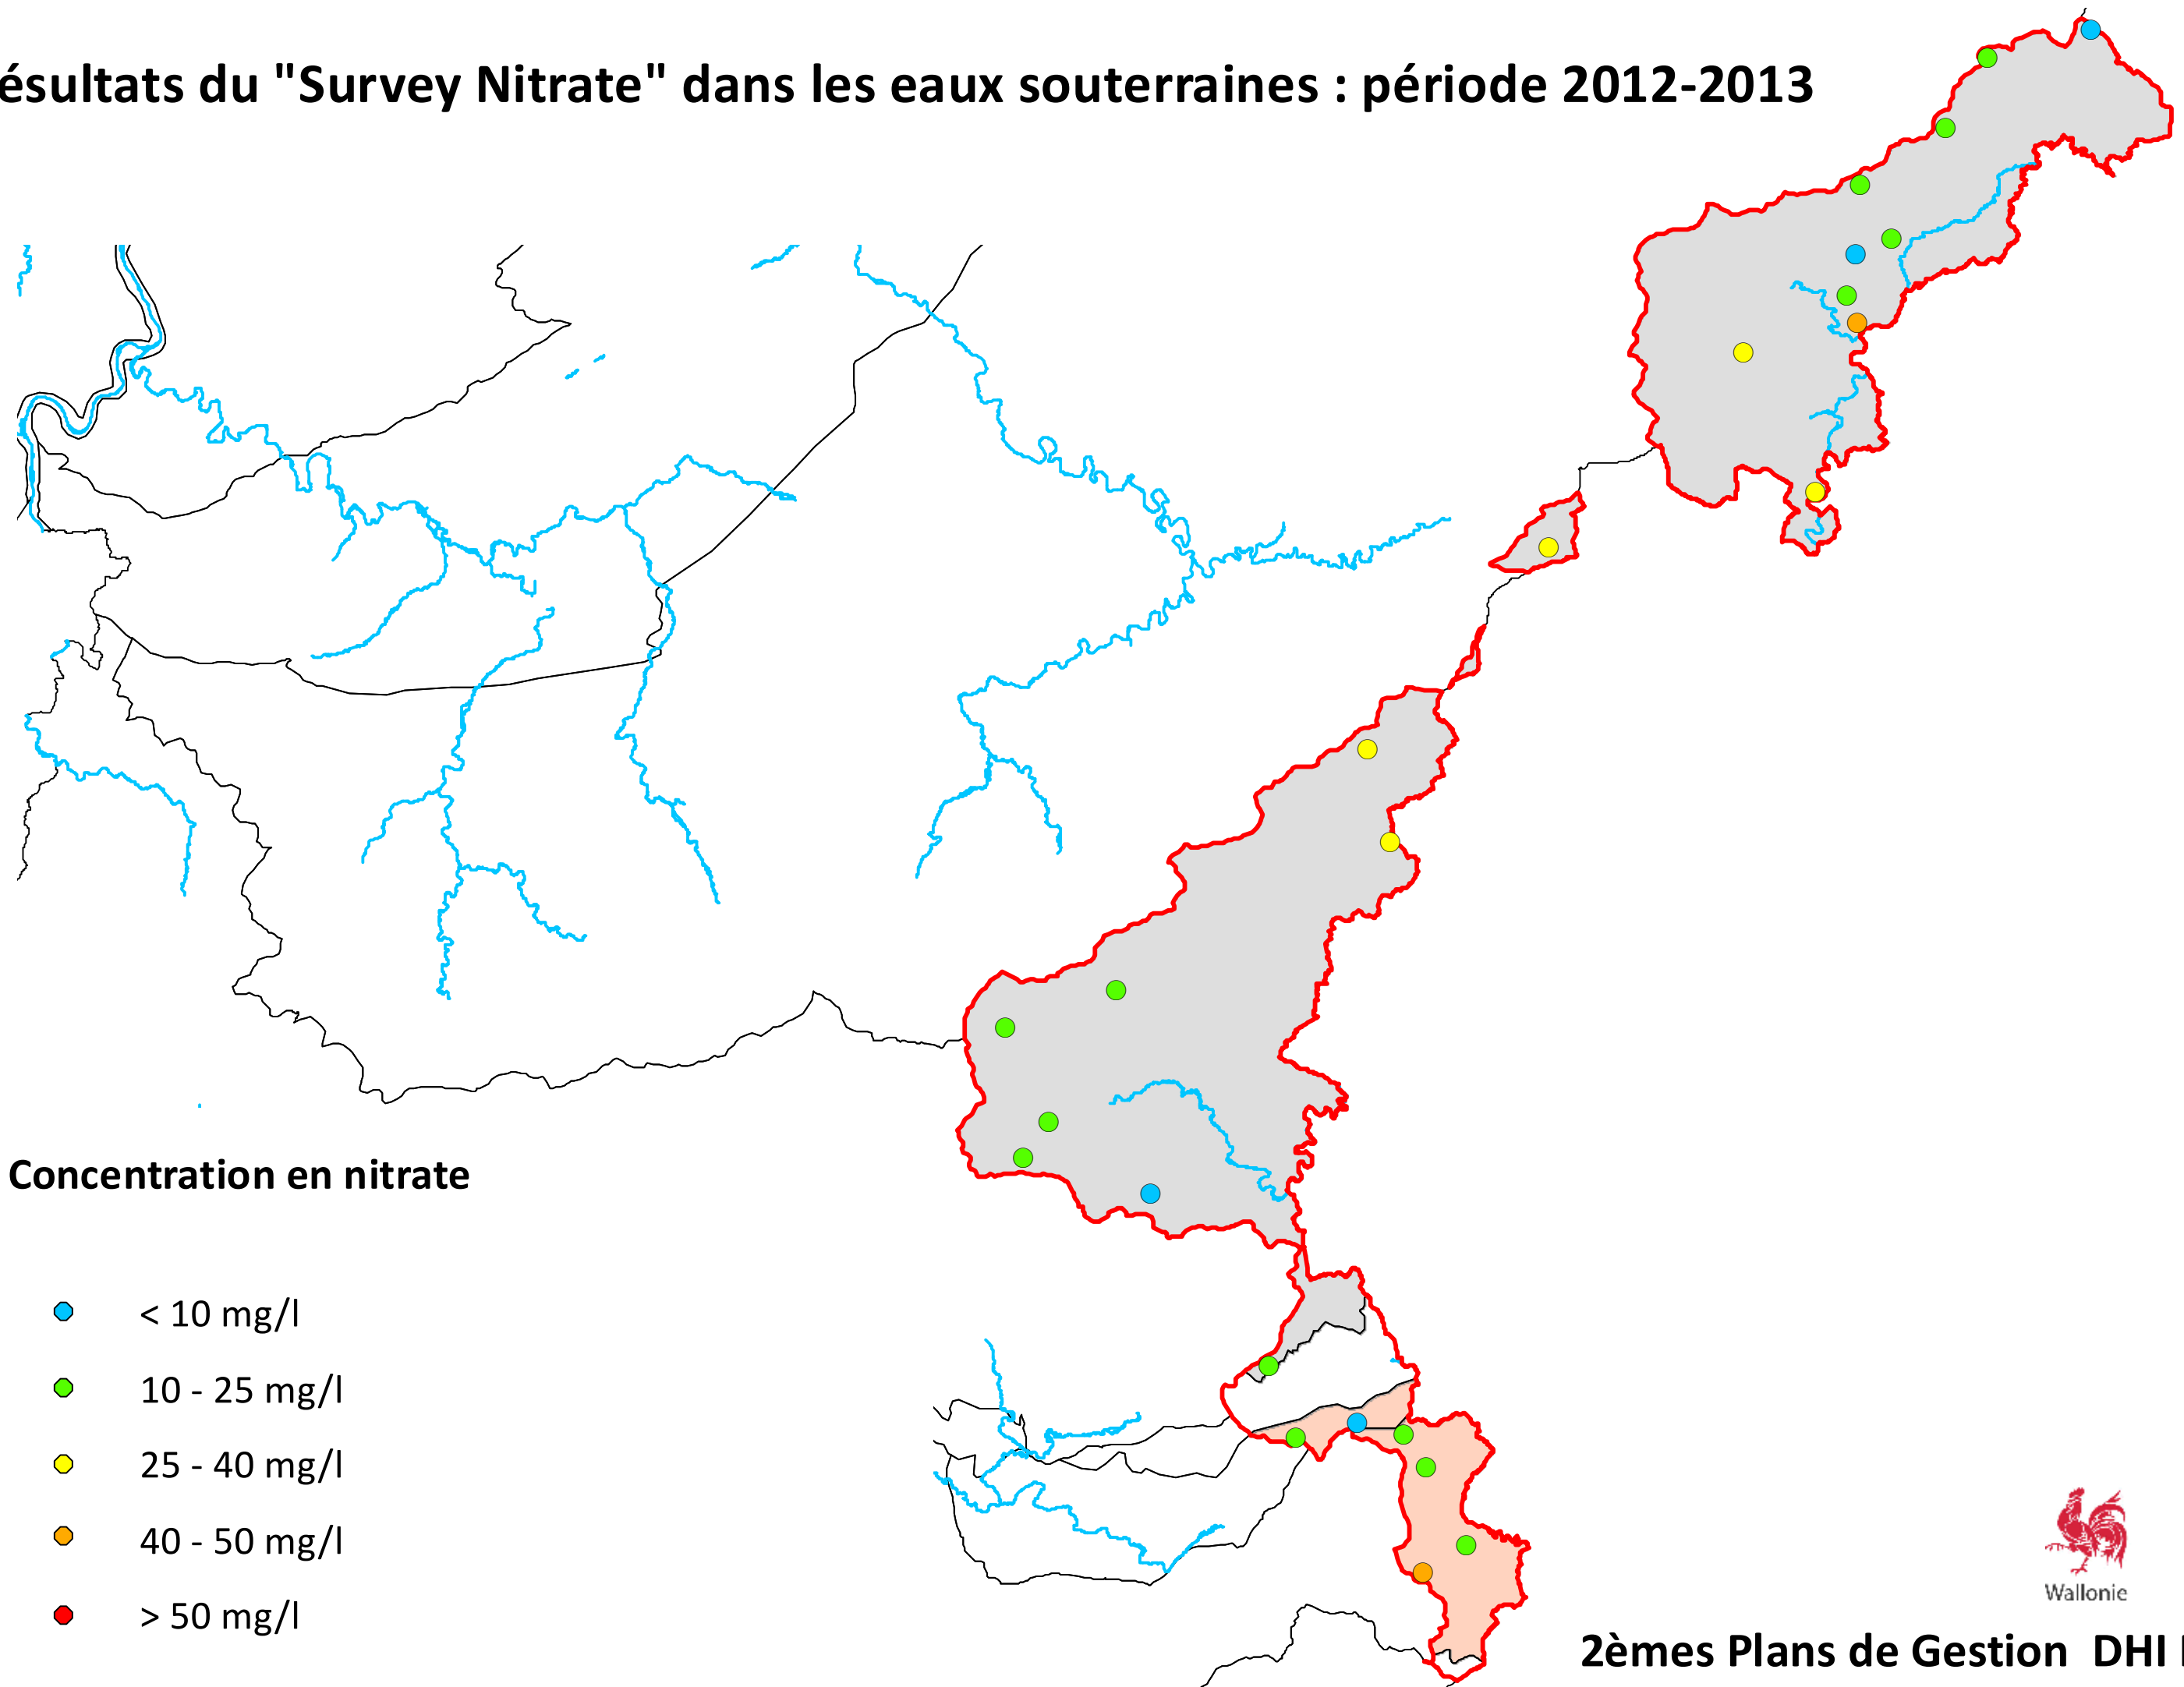 ésultats du "Survey Nitrate" dans les eaux souterraines : période 2012-2013
Concentration en nitrate
< 10 mg/l
10 - 25 mg/l
25 - 40 mg/l
40 - 50 mg/l
> 50 mg/l
Wallonie
2èmes Plans de Gestion DHI